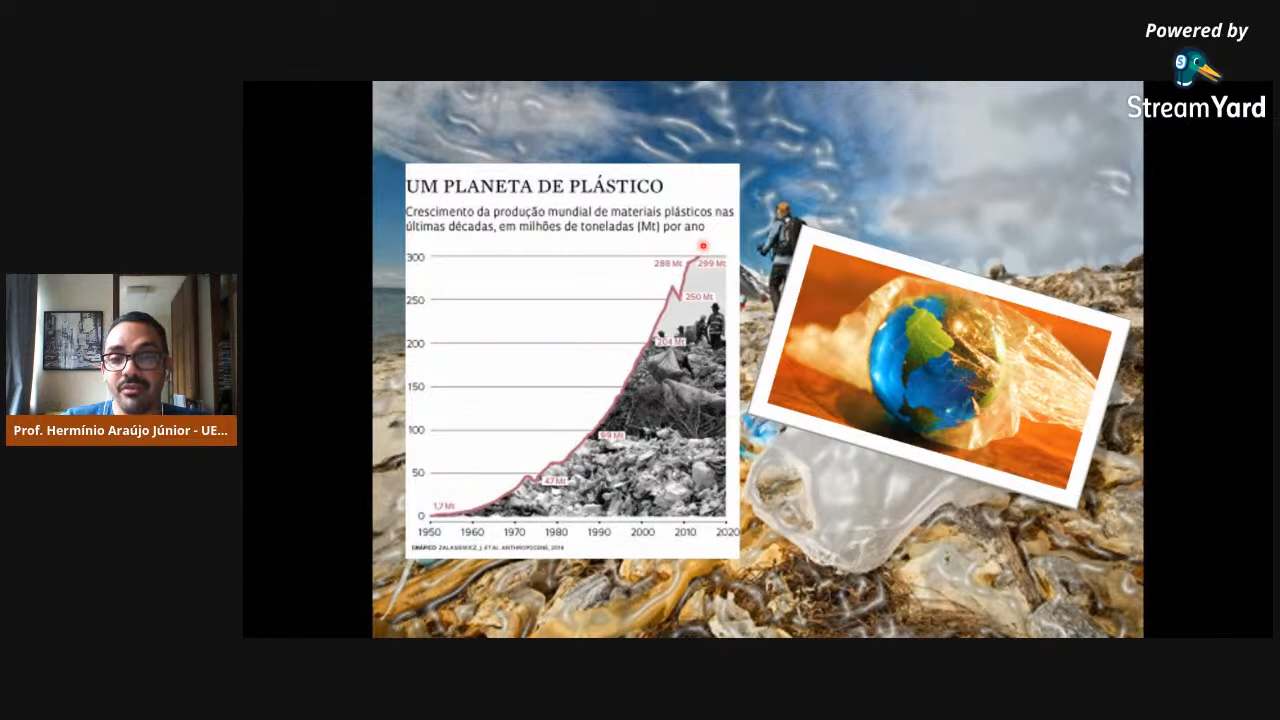 Powered by
StreamYard
UM PLANETA DE PLÁSTICO
Crescimento da produção mundial de materiais plásticos nas
últimas décadas, em milhões de toneladas (Mt) por ano
300
288 Mt
299 Mt
250
250 Mt
200
204 Mt
150
100
99 Mt
50
47 Mt
1,7 Mt
0
1950 1960 1970 1980 1990 2000 2010 2020
GRÁFICO ZALASIEWICZ, J. ET AL. ANTHROPOCENE, 2016
Prof. Hermínio Araújo Júnior - UE...